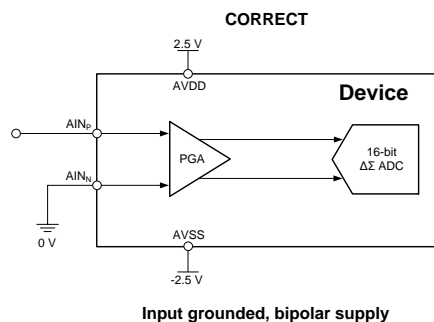 CORRECT
2.5 V
AVDD
Device
AINP
PGA
16-bit
ΔΣ ADC
AINN
0 V
AVSS
-2.5 V
Input grounded, bipolar supply